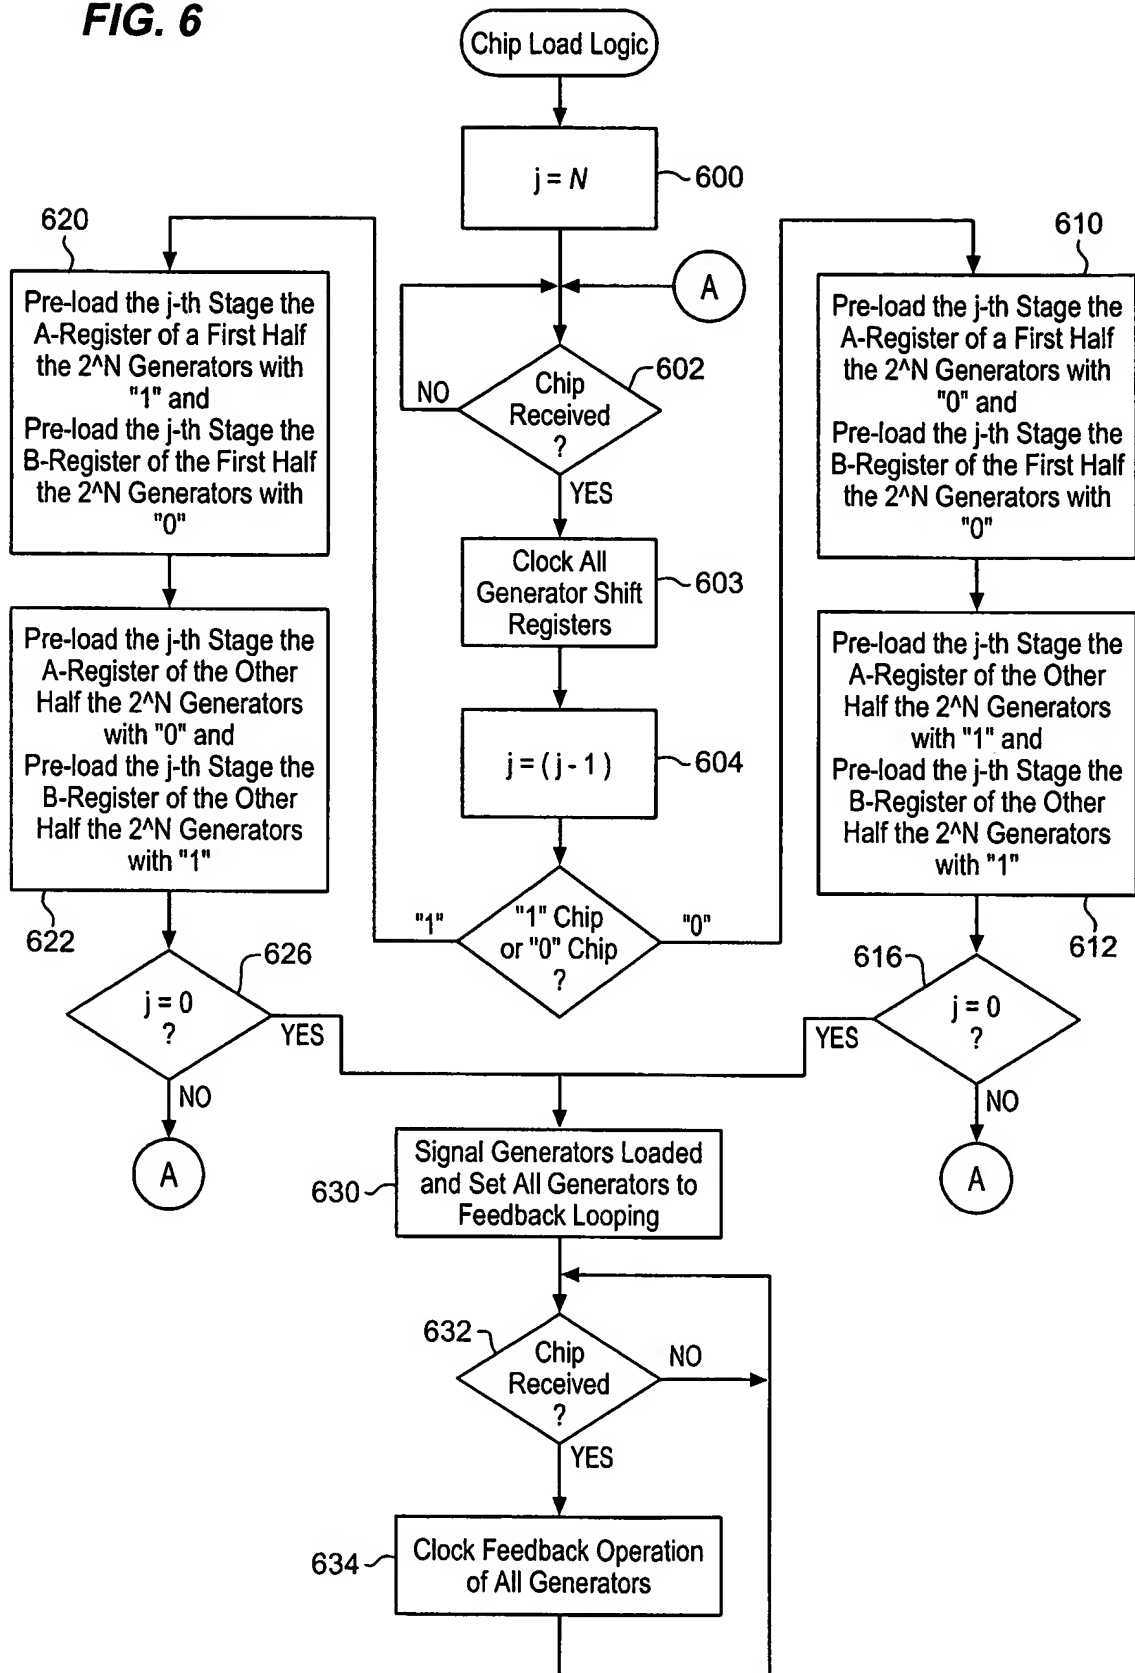 FIG. 6
Chip Load Logic
j = N
600
A
620
Pre-load the j-th Stage the
A-Register of a First Half
the 2^N Generators with
"1" and
Pre-load the j-th Stage the
B-Register of the First Half
the 2^N Generators with
"0"
610
Pre-load the j-th Stage the
A-Register of a First Half
the 2^N Generators with
"0" and
Pre-load the j-th Stage the
B-Register of the First Half
the 2^N Generators with
"0"
602
Chip
Received
?
NO
YES
Clock All
Generator Shift
Registers
603
j = ( j - 1 )
604
Pre-load the j-th Stage the
A-Register of the Other
Half the 2^N Generators
with "0" and
Pre-load the j-th Stage the
B-Register of the Other
Half the 2^N Generators
with "1"
622
Pre-load the j-th Stage the
A-Register of the Other
Half the 2^N Generators
with "1" and
Pre-load the j-th Stage the
B-Register of the Other
Half the 2^N Generators
with "1"
612
"1"
"1" Chip
or "0" Chip
?
"0"
626
j = 0
?
YES
NO
A
616
j = 0
?
YES
NO
A
Signal Generators Loaded
and Set All Generators to
Feedback Looping
630
632
Chip
Received
?
NO
YES
634
Clock Feedback Operation
of All Generators